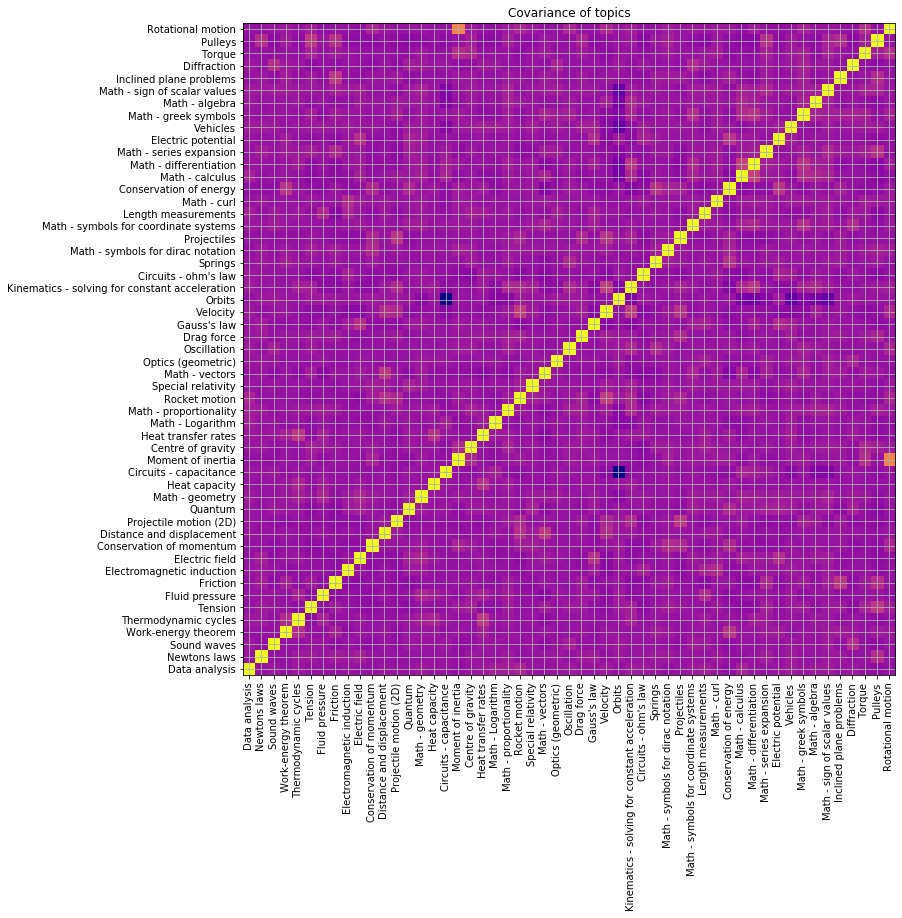 Covariance of topics
Rotational motion
Pulleys
Torque
Diffraction
Inclined plane problems
Math - sign of scalar values
Math - algebra
Math - greek symbols
Vehicles
Electric potential
Math - series expansion
Math - differentiation
Math - calculus
Conservation of energy
Math - curl
Length measurements
Math - symbols for coordinate systems
Projectiles
Math - symbols for dirac notation
Springs
Circuits - ohm's law
Kinematics - solving for constant acceleration
Orbits
Velocity
Gauss's law
Drag force
Oscillation
Optics (geometric)
Math - vectors
Special relativity
Rocket motion
Math - proportionality
Math - Logarithm
Heat transfer rates
Centre of gravity
Moment of inertia
Circuits - capacitance
Heat capacity
Math - geometry
Quantum
Projectile motion (2D)
Distance and displacement
Conservation of momentum
Electric field
Electromagnetic induction
Friction
Fluid pressure
Tension
Thermodynamic cycles
Work-energy theorem
Sound waves
Newtons laws
Data analysis
Data analysis
Newtons laws
Sound waves
Work-energy theorem
Thermodynamic cycles
Tension
Fluid pressure
Friction
Electromagnetic induction
Electric field
Conservation of momentum
Distance and displacement
Projectile motion (2D)
Quantum
Math - geometry
Heat capacity
Circuits - capacitance
Moment of inertia
Centre of gravity
Heat transfer rates
Math - Logarithm
Math - proportionality
Rocket motion
Special relativity
Math - vectors
Optics (geometric)
Oscillation
Drag force
Gauss's law
Velocity
Orbits
Kinematics - solving for constant acceleration
Circuits - ohm's law
Springs
Math - symbols for dirac notation
Projectiles
Math - symbols for coordinate systems
Length measurements
Math - curl
Conservation of energy
Math - calculus
Math - differentiation
Math - series expansion
Electric potential
Vehicles
Math - greek symbols
Math - algebra
Math - sign of scalar values
Inclined plane problems
Diffraction
Torque
Pulleys
Rotational motion